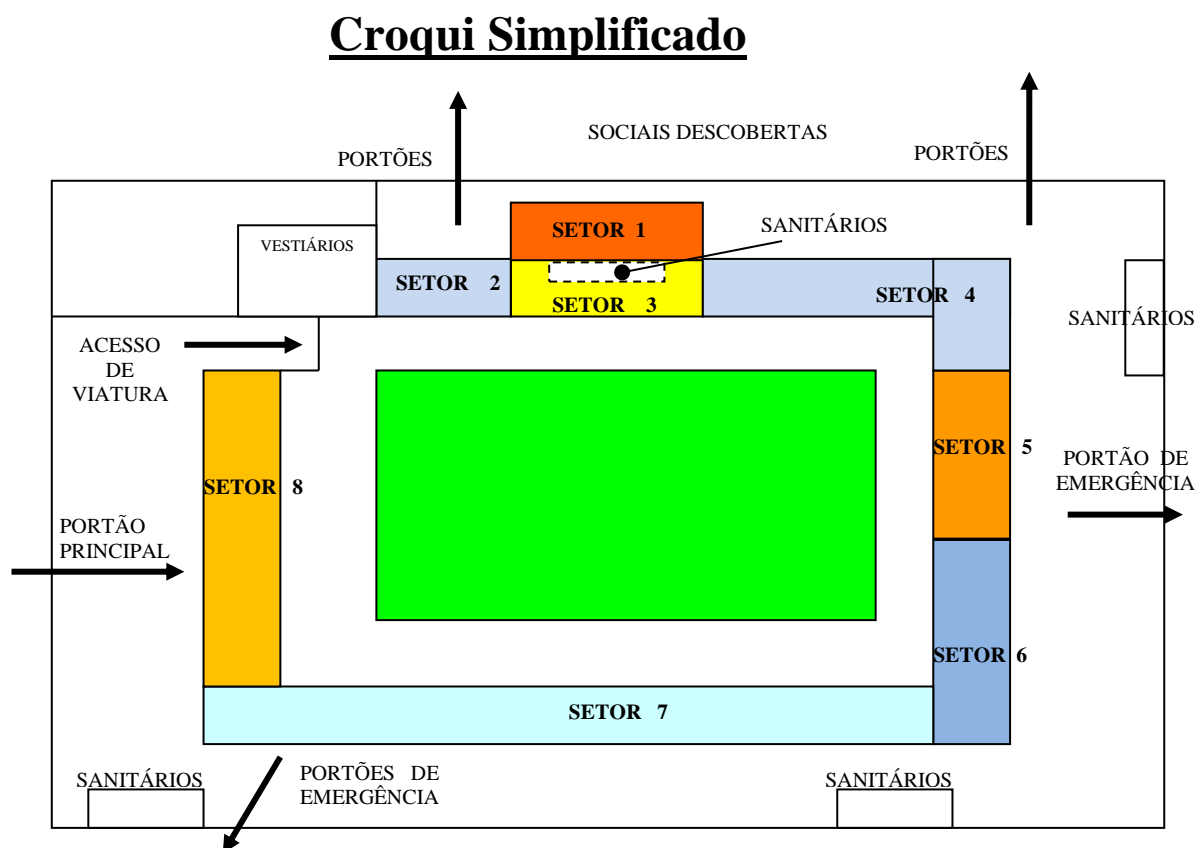 Croqui Simplificado
SOCIAIS DESCOBERTAS
PORTÕES
PORTÕES
SETOR 1
SANITÁRIOS
VESTIÁRIOS
SETOR 2
SETOR 3
SETOR 4
SANITÁRIOS
ACESSO
DE
VIATURA
SETOR 5
PORTÃO DE
EMERGÊNCIA
SETOR 8
PORTÃO
PRINCIPAL
SETOR 6
SETOR 7
SANITÁRIOS
PORTÕES DE
EMERGÊNCIA
SANITÁRIOS